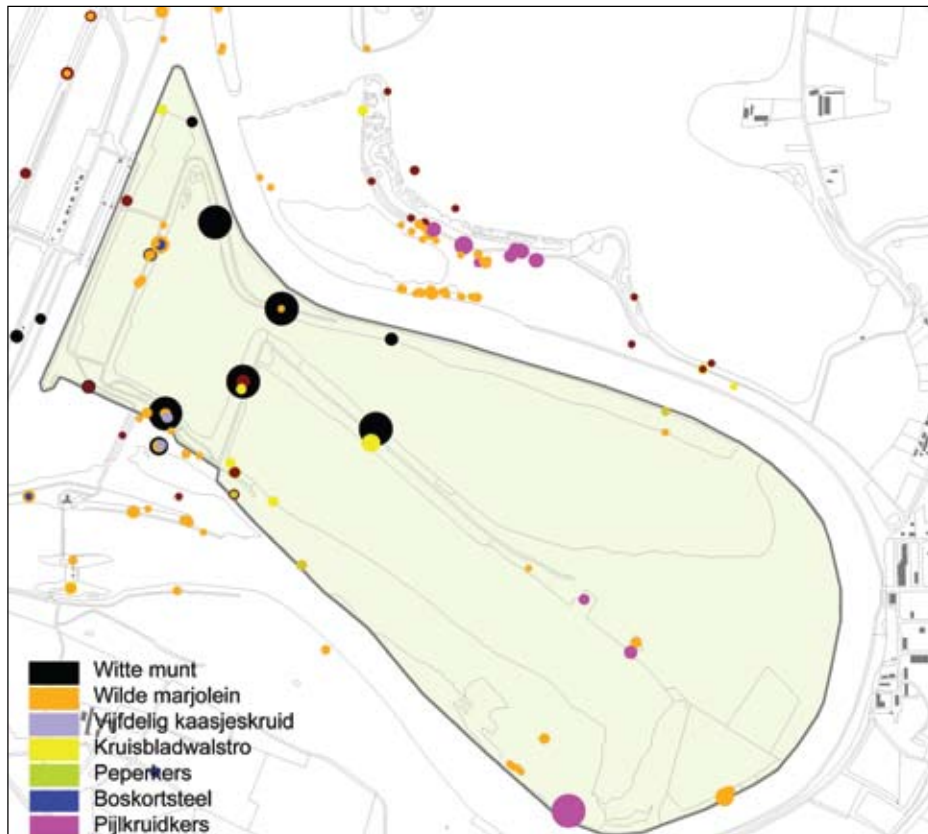 Witte munt
Wilde marjolein
Vijfdelig kaasjeskruid
Kruisbladwalstro
Peperkers
Boskortsteel
Pijlkruidkers